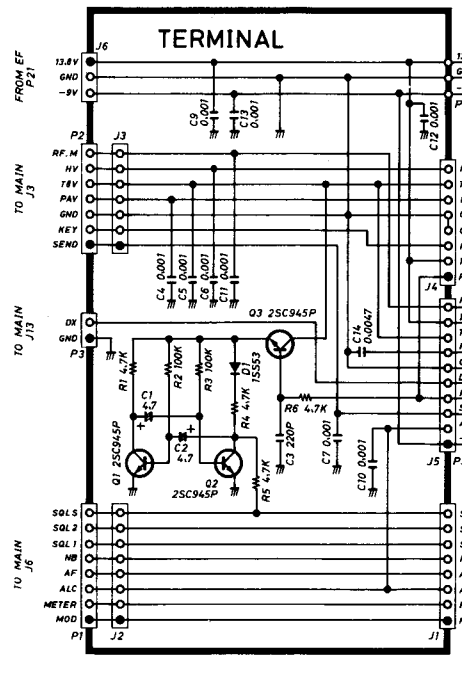 TERMINAL
J6
13.8V
GND
-9V
FROM EF
P21
C9 0.001
C13 0.001
C12 0.001
P2
J3
RF.M
HV
T8V
PAV
GND
KEY
SEND
TO MAIN
J3
C4 0.001
C5 0.001
C6 0.001
C11 0.001
J4
DX
GND
P3
TO MAIN
J13
Q3 2SC945P
C14
0.0047
R1 4.7K
R2 100K
R3 100K
D1
1S553
R4 4.7K
R6 4.7K
C1
4.7
+
C2
4.7
+
Q1 2SC945P
Q2
2SC945P
R5 4.7K
C3 220P
C7 0.001
C10 0.001
J5
SQLS
SQL2
SQL1
NB
AF
ALC
METER
MOD
TO MAIN
J6
P1
J2
J1